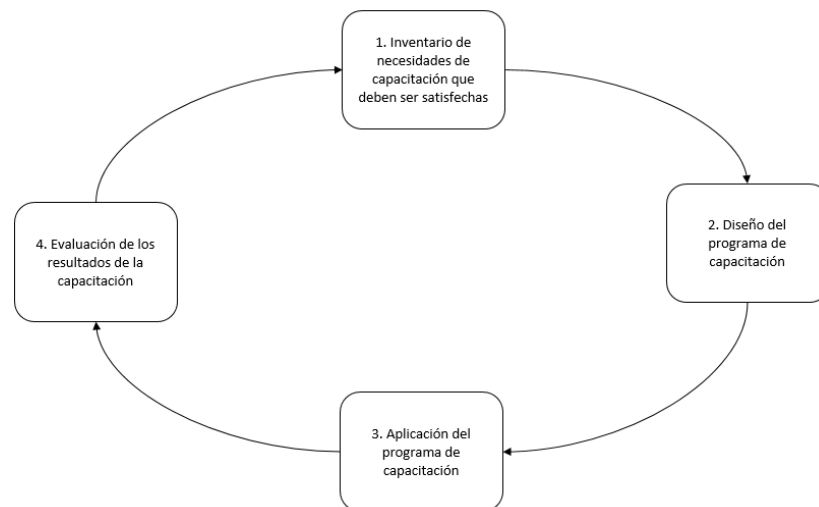 1. Inventario de
necesidades de
capacitación que
deben ser satisfechas
2. Diseño del
programa de
capacitación
3. Aplicación del
programa de
capacitación
4. Evaluación de los
resultados de la
capacitación